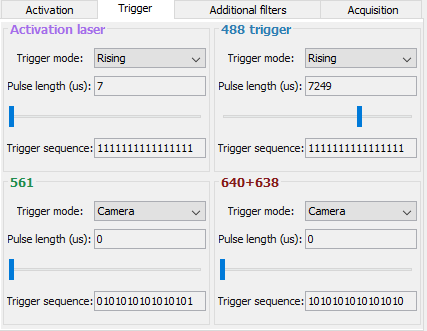 Activation Trigger Additional filters Acquisition
Activation laser 488 trigger
Trigger mode: Rising Trigger mode: Rising
Pulse length (us): 7 Pulse length (us): 7249
Trigger sequence: 1111111111111111 Trigger sequence: 1111111111111111
561 640+638
Trigger mode: Camera Trigger mode: Camera
Pulse length (us): 0 Pulse length (us): 0
Trigger sequence: 0101010101010101 Trigger sequence: 1010101010101010